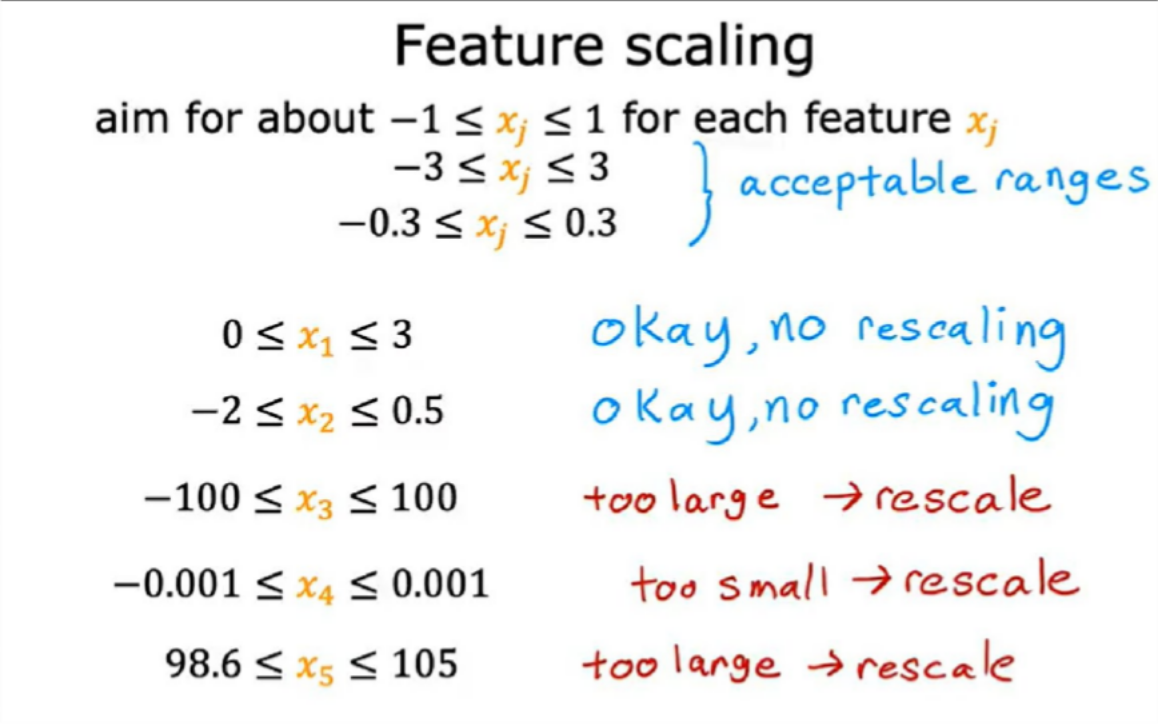 Feature scaling
aim for about −1 ≤ xⱼ ≤ 1 for each feature xⱼ
−3 ≤ xⱼ ≤ 3
−0.3 ≤ xⱼ ≤ 0.3
acceptable ranges
0 ≤ x₁ ≤ 3 okay, no rescaling
−2 ≤ x₂ ≤ 0.5 okay, no rescaling
−100 ≤ x₃ ≤ 100 too large → rescale
−0.001 ≤ x₄ ≤ 0.001 too small → rescale
98.6 ≤ x₅ ≤ 105 too large → rescale